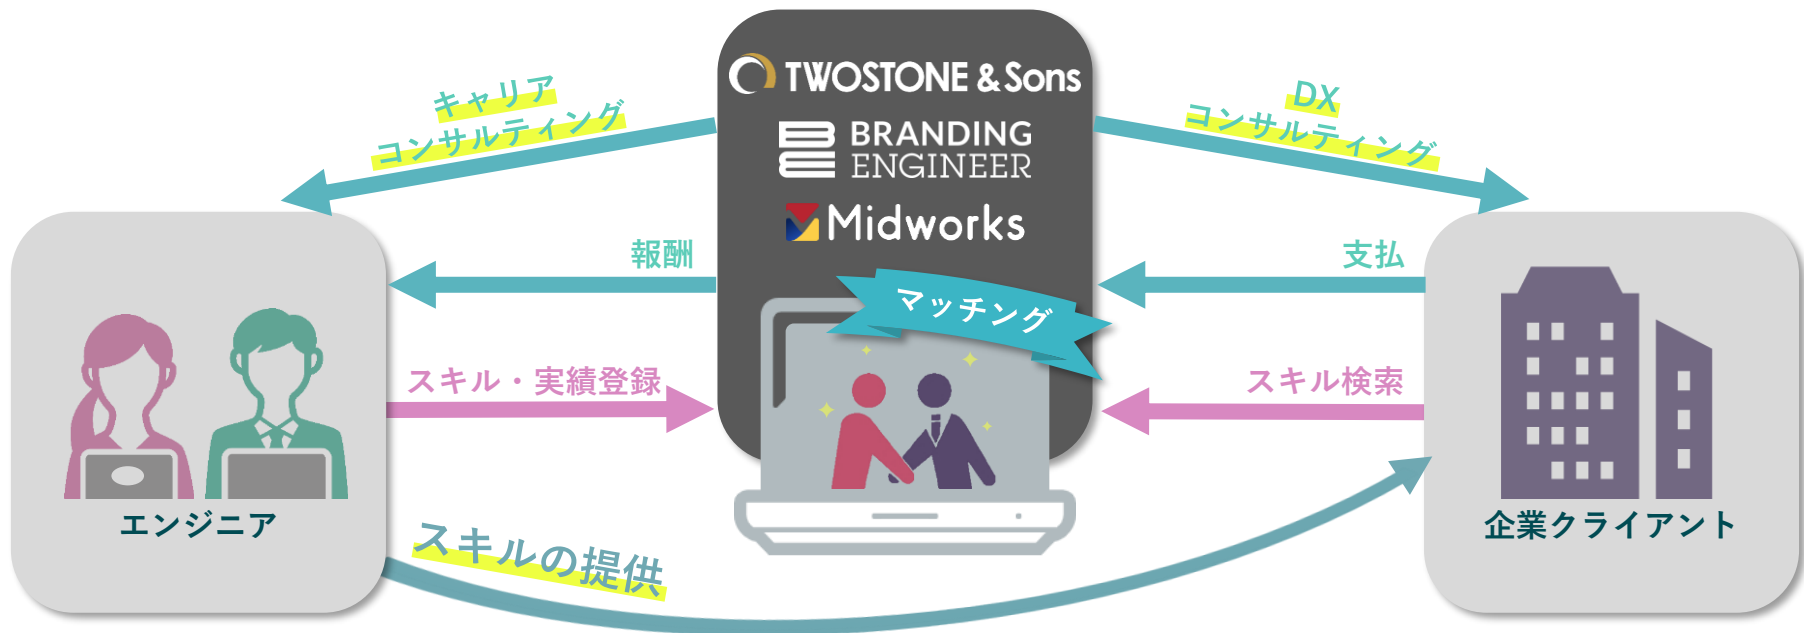 TWOSTONE & Sons
BRANDING
ENGINEER
Midworks
マッチング
キャリア
コンサルティング
DX
コンサルティング
報酬
支払
スキル・実績登録
スキル検索
エンジニア
企業クライアント
スキルの提供